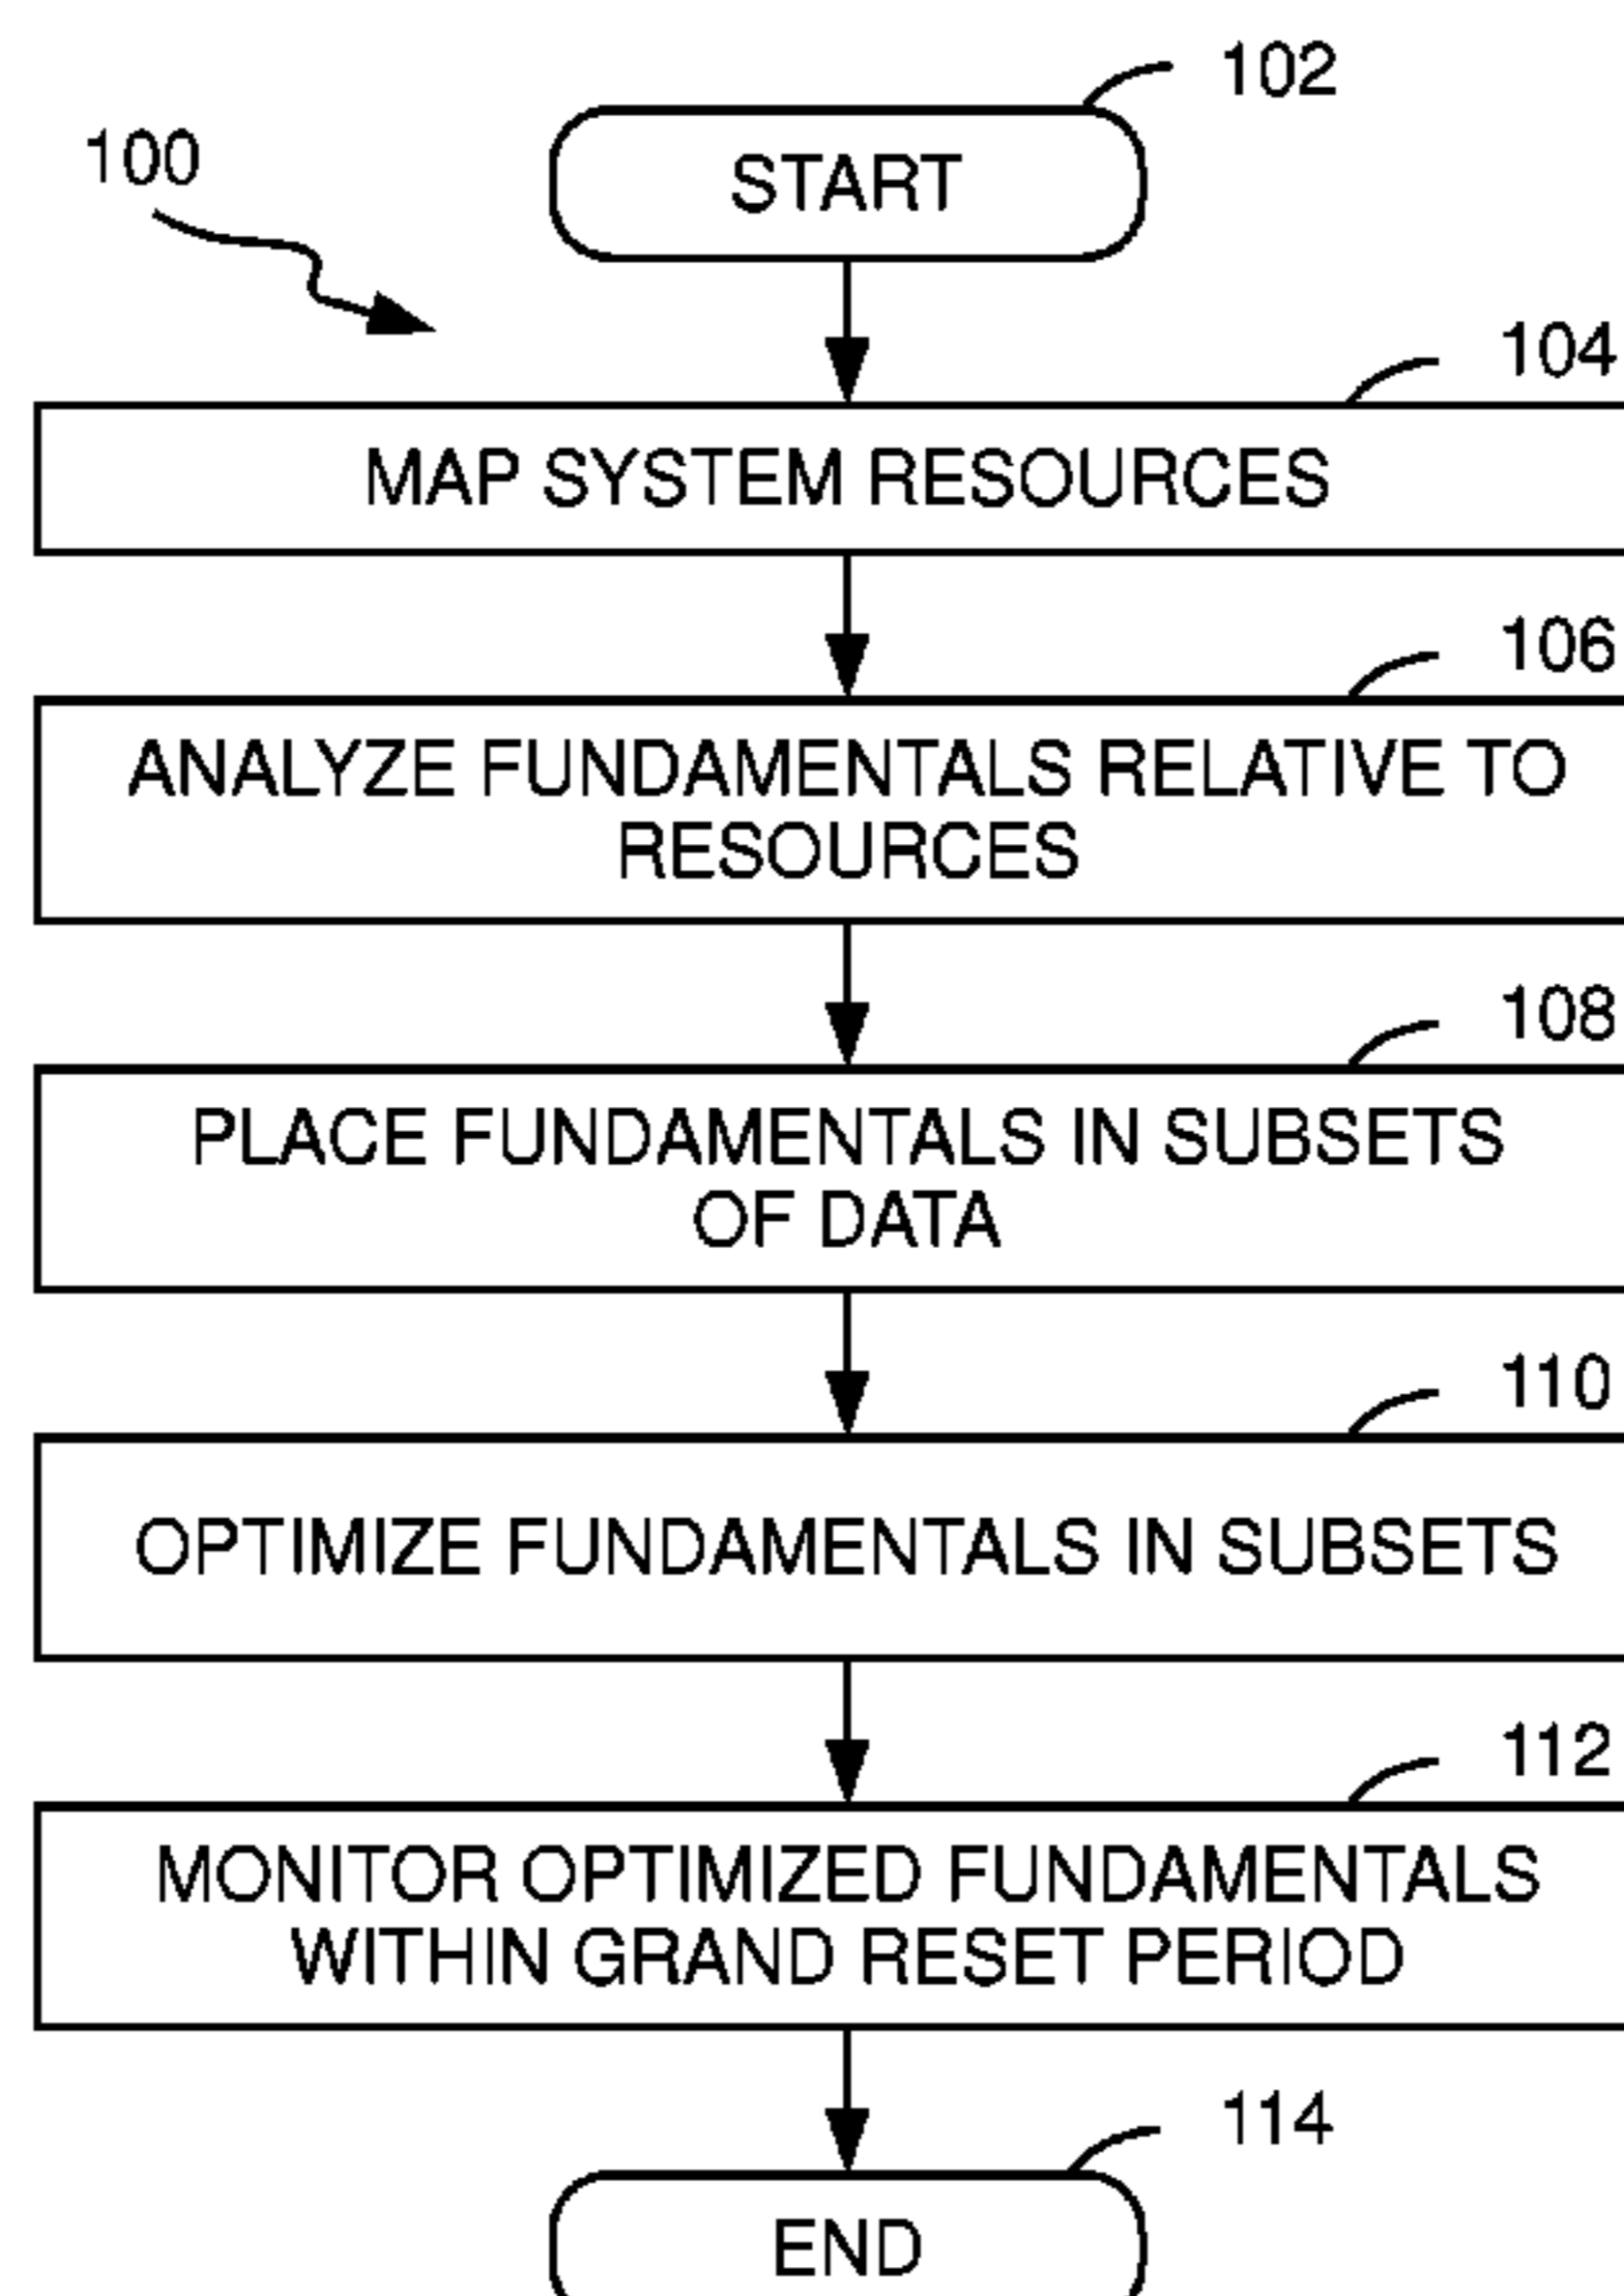 102
100
START
104
MAP SYSTEM RESOURCES
106
ANALYZE FUNDAMENTALS RELATIVE TO
RESOURCES
108
PLACE FUNDAMENTALS IN SUBSETS
OF DATA
110
OPTIMIZE FUNDAMENTALS IN SUBSETS
112
MONITOR OPTIMIZED FUNDAMENTALS
WITHIN GRAND RESET PERIOD
114
END